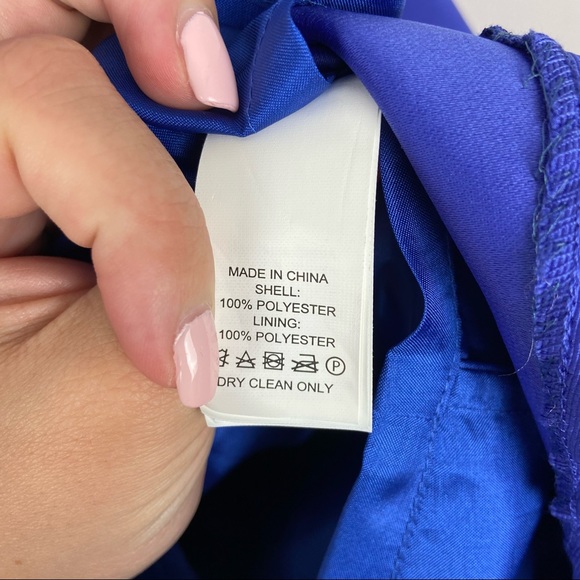 MADE IN CHINA
SHELL:
100% POLYESTER
LINING:
100% POLYESTER
P
DRY CLEAN ONLY